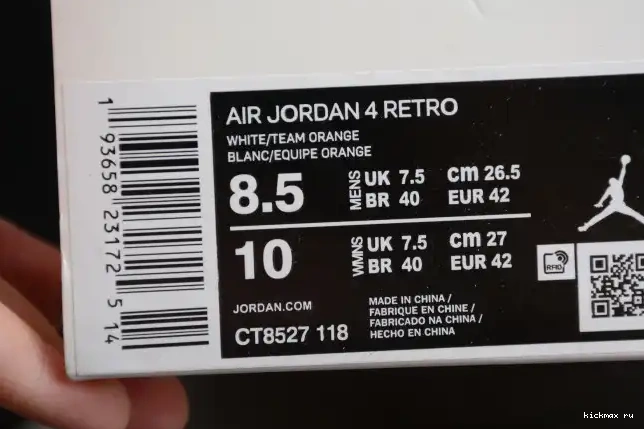 AIR JORDAN 4 RETRO
WHITE/TEAM ORANGE
BLANC/EQUIPE ORANGE
8.5 MENS UK 7.5 cm 26.5
BR 40 EUR 42
10 WMNS UK 7.5 cm 27
BR 40 EUR 42
RFID
JORDAN.COM
CT8527 118
MADE IN CHINA /
FABRIQUE EN CHINE /
FABRICADO NA CHINA /
HECHO EN CHINA
1 93658 23172 5 14
kickmax ru